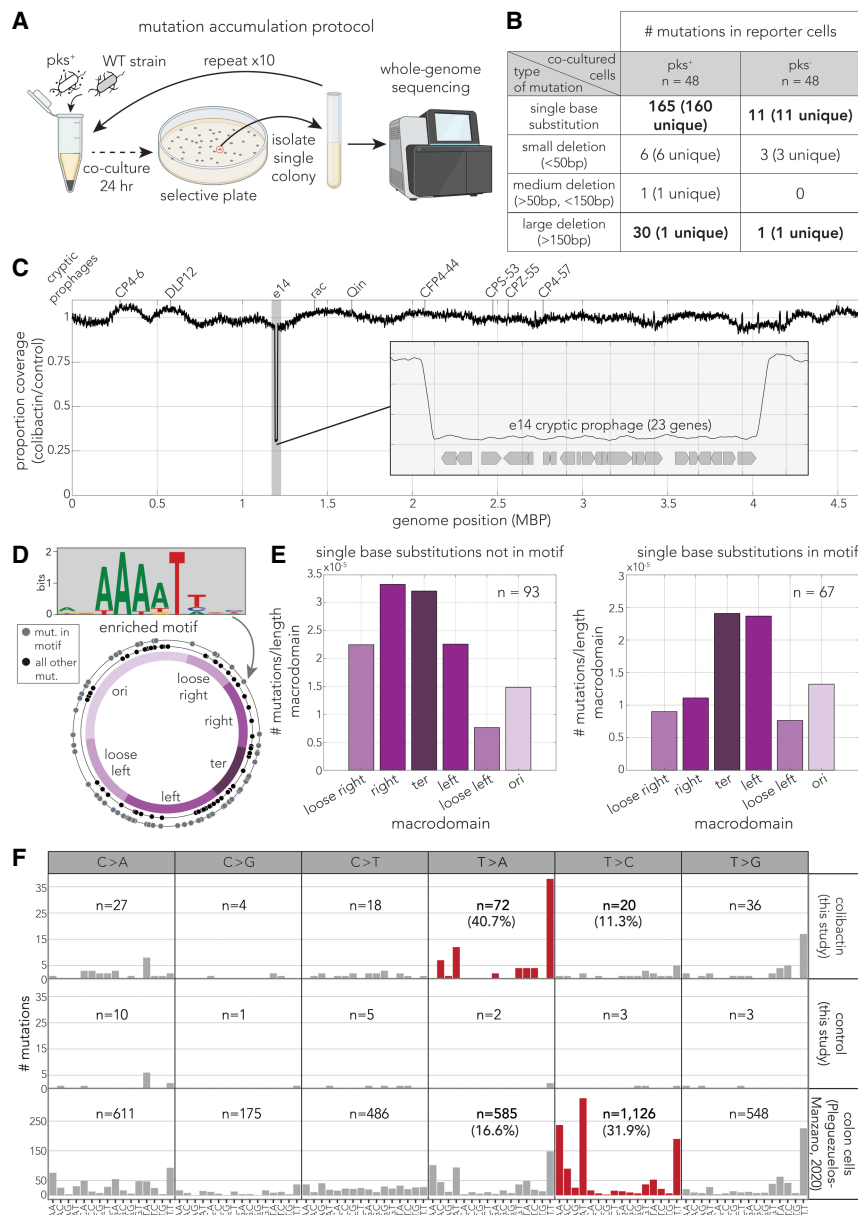 A
mutation accumulation protocol
pks+
WT strain
repeat x10
whole-genome
sequencing
co-culture
24 hr
selective plate
isolate
single
colony
B
# mutations in reporter cells
co-cultured
cells
type
of mutation
pks+
n = 48
pks-
n = 48
single base
substitution
165 (160
unique)
11 (11 unique)
small deletion
(<50bp)
6 (6 unique)
3 (3 unique)
medium deletion
(>50bp, <150bp)
1 (1 unique)
0
large deletion
(>150bp)
30 (1 unique)
1 (1 unique)
C
cryptic
prophages
CP4-6
DLP12
e14
rac
Qin
CFP4-44
CPS-53
CPZ-55
CP4-57
proportion coverage
(colibactin/control)
1
0.75
0.5
0.25
0
e14 cryptic prophage (23 genes)
0
0.5
1
1.5
2
2.5
3
3.5
4
4.5
genome position (MBP)
D
bits
2
1
0
AAAATT
enriched motif
mut. in
motif
all other
mut.
ori
loose
right
right
ter
left
loose
left
E
single base substitutions not in motif
x10-5
n = 93
# mutations/length
macrodomain
3.5
3
2.5
2
1.5
1
0.5
0
loose right
right
ter
left
loose left
ori
macrodomain
single base substitutions in motif
x10-5
n = 67
# mutations/length
macrodomain
3
2.5
2
1.5
1
0.5
0
loose right
right
ter
left
loose left
ori
macrodomain
F
C>A
C>G
C>T
T>A
T>C
T>G
# mutations
35
25
15
5
0
n=27
n=4
n=18
n=72
(40.7%)
n=20
(11.3%)
n=36
colibactin
(this study)
35
25
15
5
0
n=10
n=1
n=5
n=2
n=3
n=3
control
(this study)
250
150
50
0
n=611
n=175
n=486
n=585
(16.6%)
n=1,126
(31.9%)
n=548
colon cells
(Pleguezuelos-
Manzano, 2020)